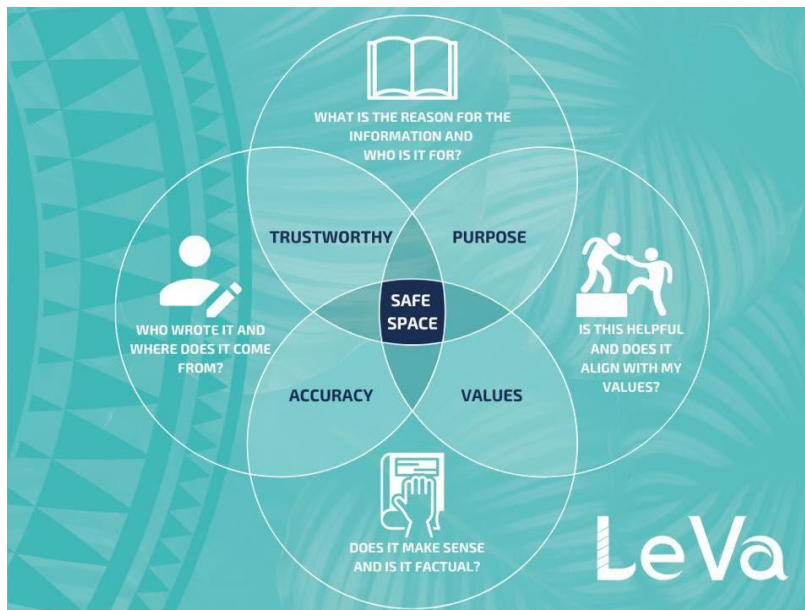 WHAT IS THE REASON FOR THE
INFORMATION AND
WHO IS IT FOR?
TRUSTWORTHY
PURPOSE
WHO WROTE IT AND
WHERE DOES IT COME
FROM?
SAFE
SPACE
IS THIS HELPFUL
AND DOES IT
ALIGN WITH MY
VALUES?
ACCURACY
VALUES
DOES IT MAKE SENSE
AND IS IT FACTUAL?
LeVa